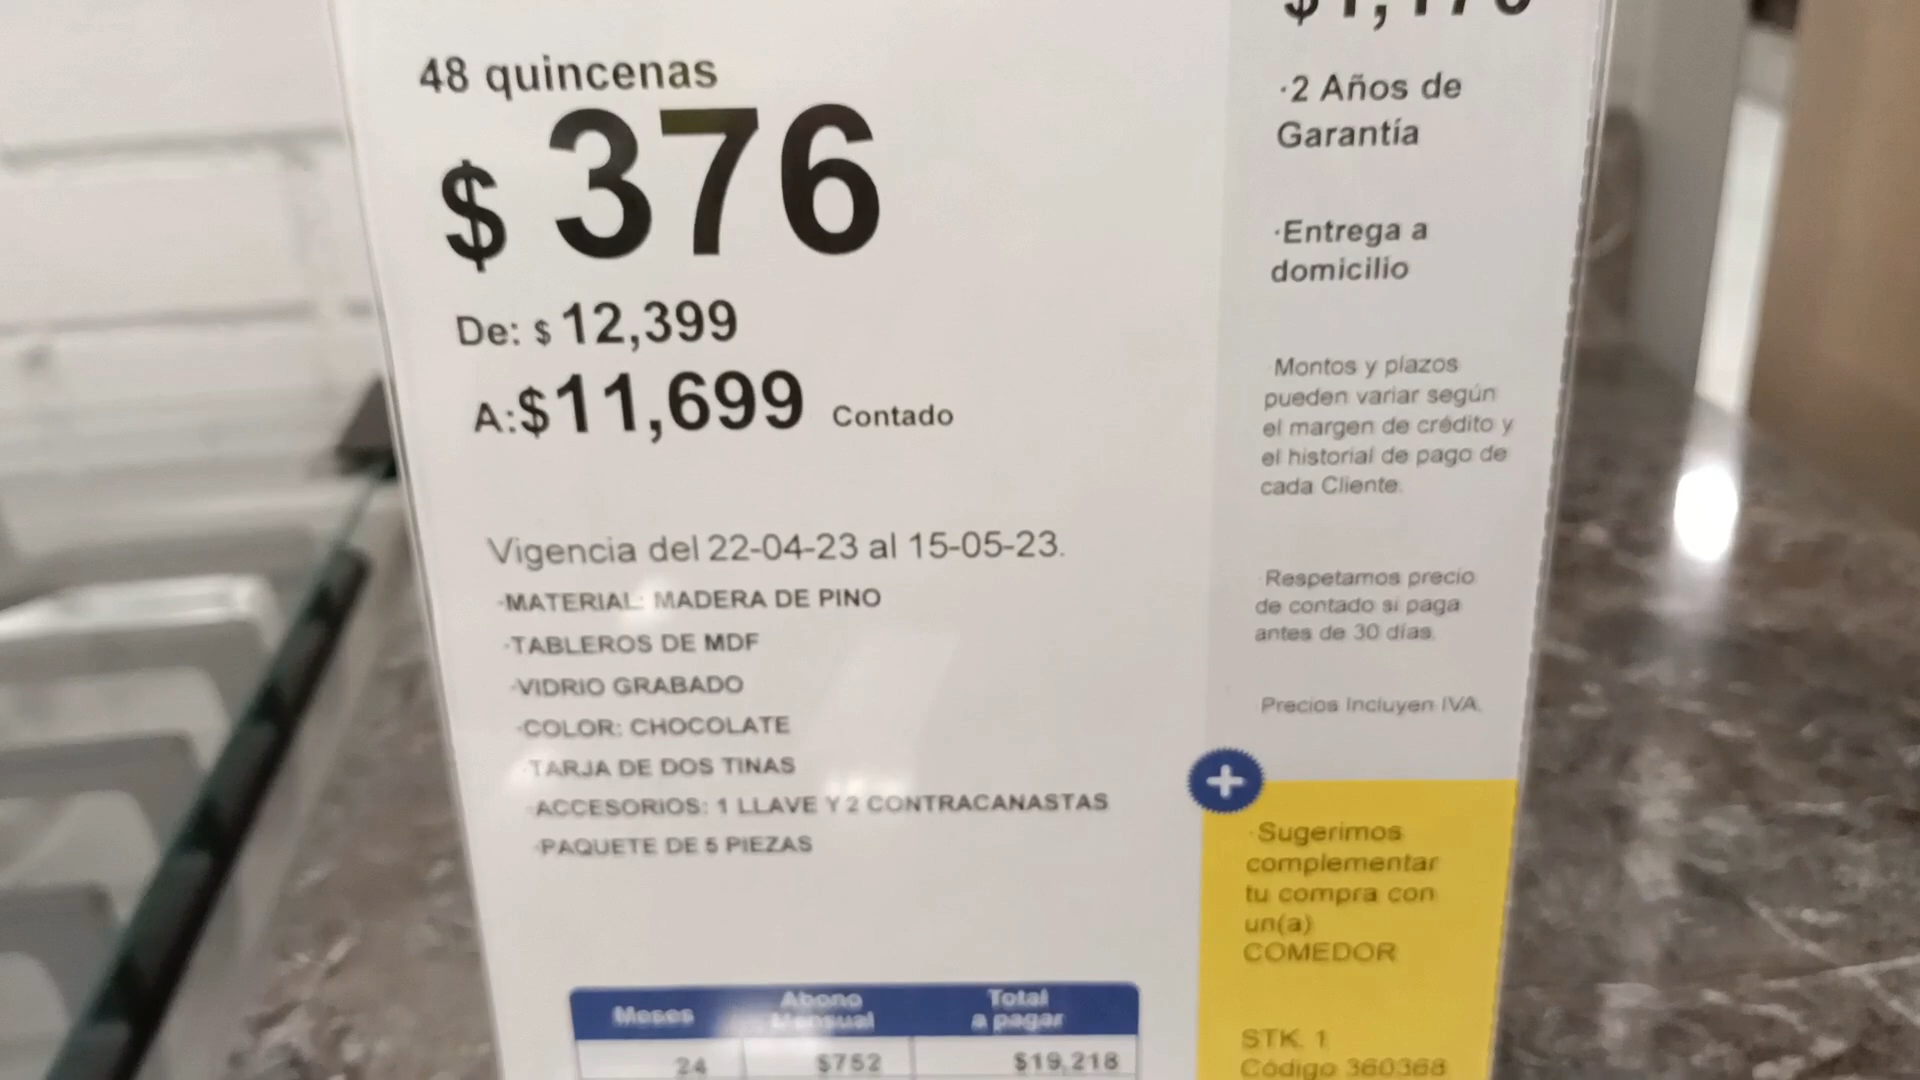 48 quincenas
$ 376
De: $ 12,399
A:$11,699 Contado
Vigencia del 22-04-23 al 15-05-23.
·MATERIAL: MADERA DE PINO
·TABLEROS DE MDF
·VIDRIO GRABADO
·COLOR: CHOCOLATE
·TARJA DE DOS TINAS
·ACCESORIOS: 1 LLAVE Y 2 CONTRACANASTAS
·PAQUETE DE 5 PIEZAS
Meses Abono Mensual Total a pagar
24 $752 $19,218
·2 Años de
Garantía
·Entrega a
domicilio
Montos y plazos
pueden variar según
el margen de crédito y
el historial de pago de
cada Cliente.
Respetamos precio
de contado si paga
antes de 30 días.
Precios Incluyen IVA.
+
·Sugerimos
complementar
tu compra con
un(a)
COMEDOR
STK. 1
Código 360368